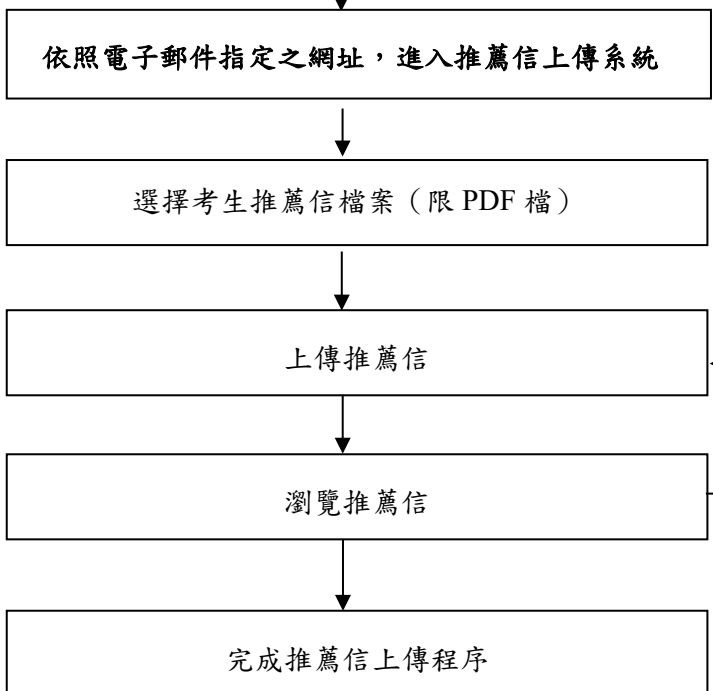 依照電子郵件指定之網址，進入推薦信上傳系統
選擇考生推薦信檔案（限 PDF 檔）
上傳推薦信
瀏覽推薦信
完成推薦信上傳程序